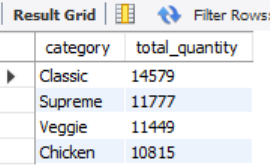 Result Grid Filter Rows:
category total_quantity
Classic 14579
Supreme 11777
Veggie 11449
Chicken 10815